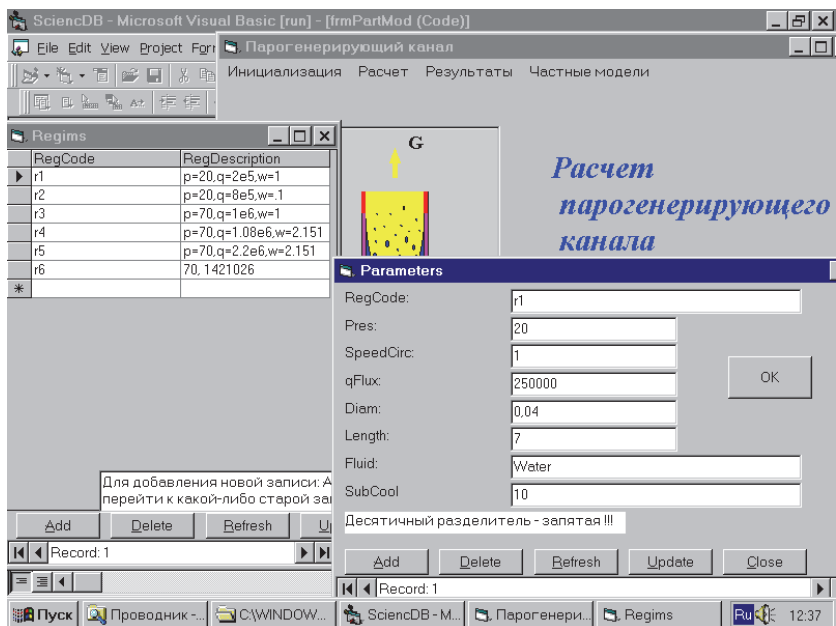 SciencDB - Microsoft Visual Basic [run] - [frmPartMod (Code)]
File Edit View Project
Парогенерирующий канал
Инициализация Расчет Результаты Частные модели
Regims
RegCode RegDescription
r1 p=20,q=2e5,w=1
r2 p=20,q=8e5,w=.1
r3 p=70,q=1e6,w=1
r4 p=70,q=1.08e6,w=2.151
r5 p=70,q=2.2e6,w=2.151
r6 70, 1421026
G
Расчет
парогенерирующего
канала
Parameters
RegCode: r1
Pres: 20
SpeedCirc: 1
qFlux: 250000
Diam: 0,04
Length: 7
Fluid: Water
SubCool 10
OK
Десятичный разделитель - запятая !!!
Add Delete Refresh Update Close
Record: 1
Для добавления новой записи:
перейти к какой-либо старой
Add Delete Refresh
Record: 1
Пуск Проводник -... C:\WINDOW... SciencDB - M... Парогенери... Regims Ru 12:37